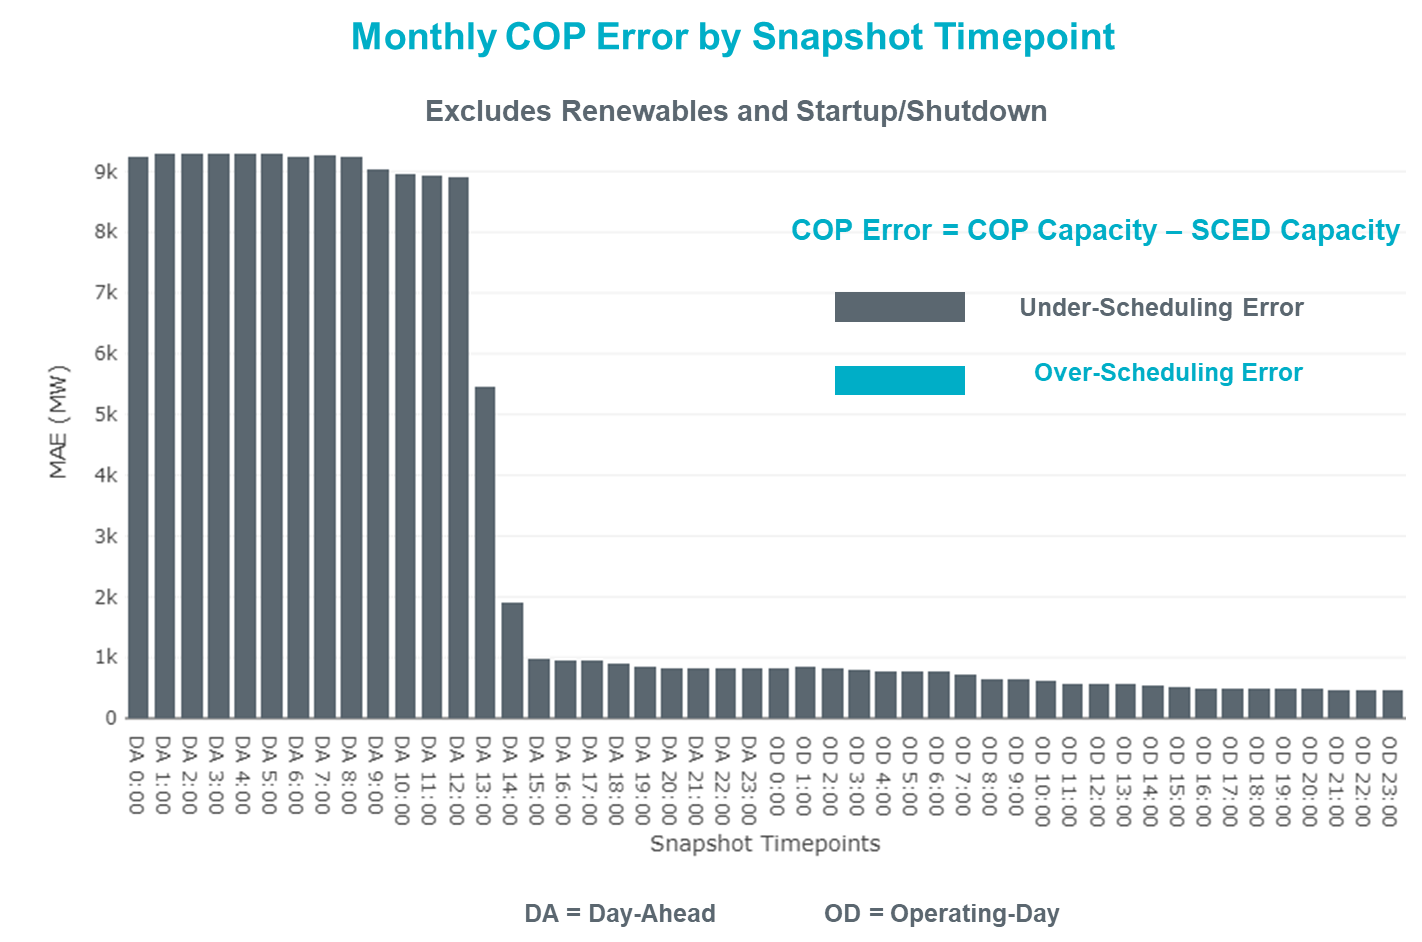 Monthly COP Error by Snapshot Timepoint
Excludes Renewables and Startup/Shutdown
COP Error = COP Capacity – SCED Capacity
Under-Scheduling Error
Over-Scheduling Error
MAE (MW)
9k
8k
7k
6k
5k
4k
3k
2k
1k
0
DA 0:00
DA 1:00
DA 2:00
DA 3:00
DA 4:00
DA 5:00
DA 6:00
DA 7:00
DA 8:00
DA 9:00
DA 10:00
DA 11:00
DA 12:00
DA 13:00
DA 14:00
DA 15:00
DA 16:00
DA 17:00
DA 18:00
DA 19:00
DA 20:00
DA 21:00
DA 22:00
DA 23:00
OD 0:00
OD 1:00
OD 2:00
OD 3:00
OD 4:00
OD 5:00
OD 6:00
OD 7:00
OD 8:00
OD 9:00
OD 10:00
OD 11:00
OD 12:00
OD 13:00
OD 14:00
OD 15:00
OD 16:00
OD 17:00
OD 18:00
OD 19:00
OD 20:00
OD 21:00
OD 22:00
OD 23:00
Snapshot Timepoints
DA = Day-Ahead
OD = Operating-Day